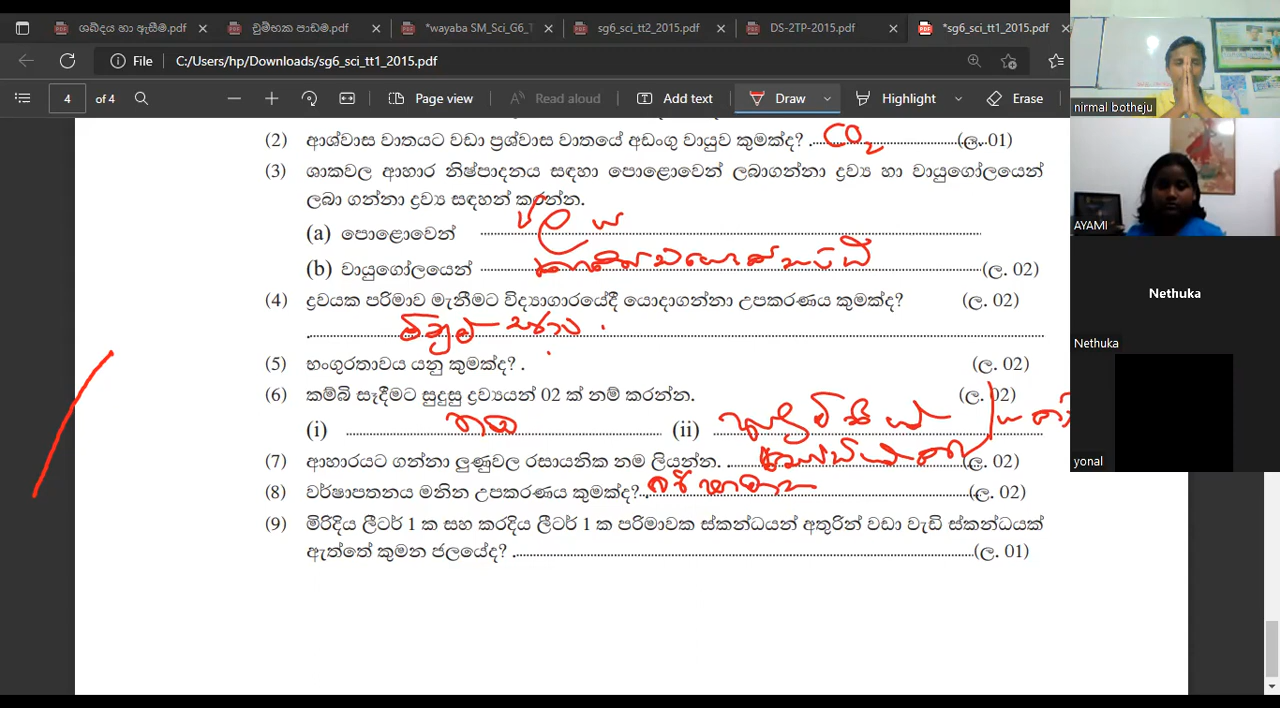 ශබ්දය හා ඇසීම.pdf
චුම්භක පාඩම.pdf
*wayaba SM_Sci_G6_T
sg6_sci_tt2_2015.pdf
DS-2TP-2015.pdf
*sg6_sci_tt1_2015.pdf
File C:/Users/hp/Downloads/sg6_sci_tt1_2015.pdf
4 of 4 Page view Read aloud Add text Draw Highlight Erase
(2) ආශ්වාස වාතයට වඩා ප්‍රශ්වාස වාතයේ අඩංගු වායුව කුමක්ද? CO2 (ල. 01)
(3) ශාකවල ආහාර නිෂ්පාදනය සඳහා පොළොවෙන් ලබාගන්නා ද්‍රව්‍ය හා වායුගෝලයෙන්
ලබා ගන්නා ද්‍රව්‍ය සඳහන් කරන්න.
(a) පොළොවෙන් ජලය
(b) වායුගෝලයෙන් (ල. 02)
(4) ද්‍රවයක පරිමාව මැනීමට විද්‍යාගාරයේදී යොදාගන්නා උපකරණය කුමක්ද? (ල. 02)
(5) භංගුරතාවය යනු කුමක්ද? . (ල. 02)
(6) කම්බි සෑදීමට සුදුසු ද්‍රව්‍යයන් 02 ක් නම් කරන්න. (ල. 02)
(i) තඹ (ii)
(7) ආහාරයට ගන්නා ලුණුවල රසායනික නම ලියන්න. (ල. 02)
(8) වර්ෂාපතනය මනින උපකරණය කුමක්ද? (ල. 02)
(9) මිරිදිය ලීටර් 1 ක සහ කරදිය ලීටර් 1 ක පරිමාවක ස්කන්ධයන් අතුරින් වඩා වැඩි ස්කන්ධයක්
ඇත්තේ කුමන ජලයේද? (ල. 01)
nirmal botheju
AYAMI
Nethuka
Nethuka
yonal